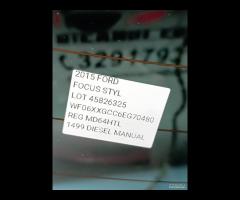 2015 FORD
FOCUS STYL
LOT 45826325
WF06XXGCC6EG70480
REG MD64HTL
1499 DIESEL MANUAL